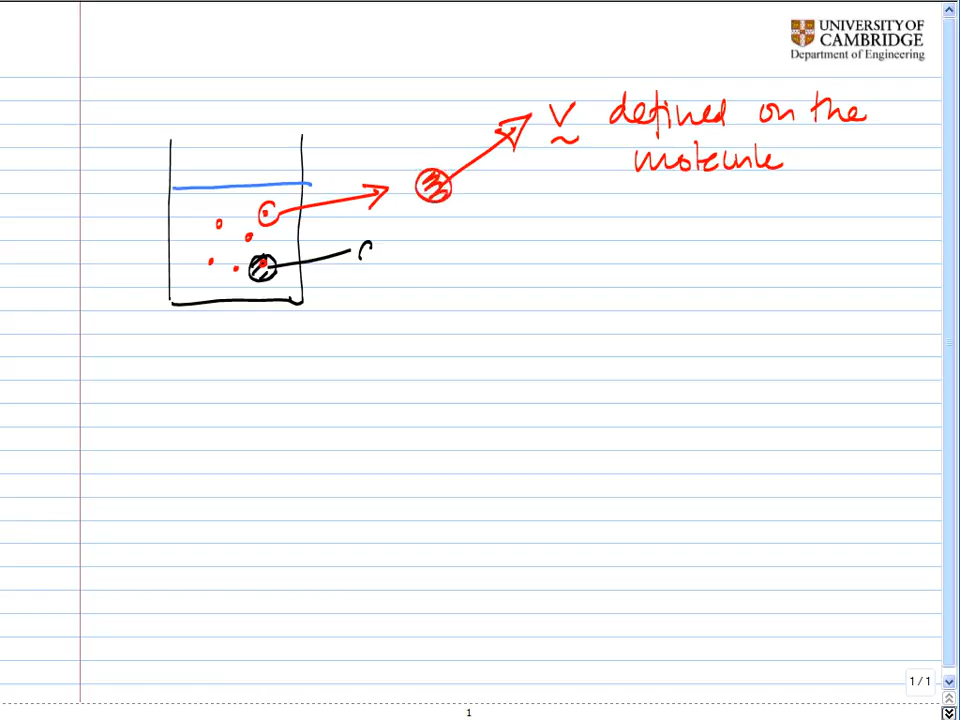 UNIVERSITY OF
CAMBRIDGE
Department of Engineering
V defined on the
molecule
1 / 1
1